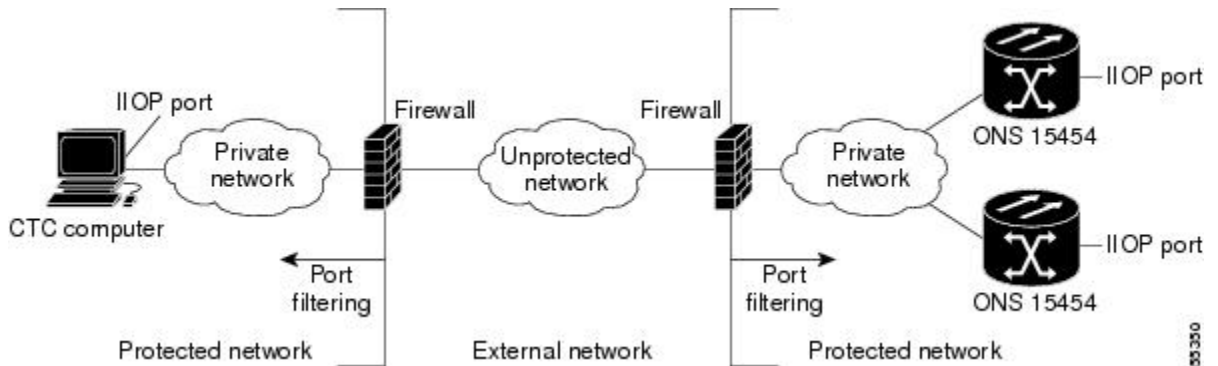 IIOP port
Private
network
CTC computer
Firewall
Port
filtering
Protected network
Unprotected
network
External network
Firewall
Port
filtering
Private
network
Protected network
IIOP port
ONS 15454
IIOP port
ONS 15454
55350